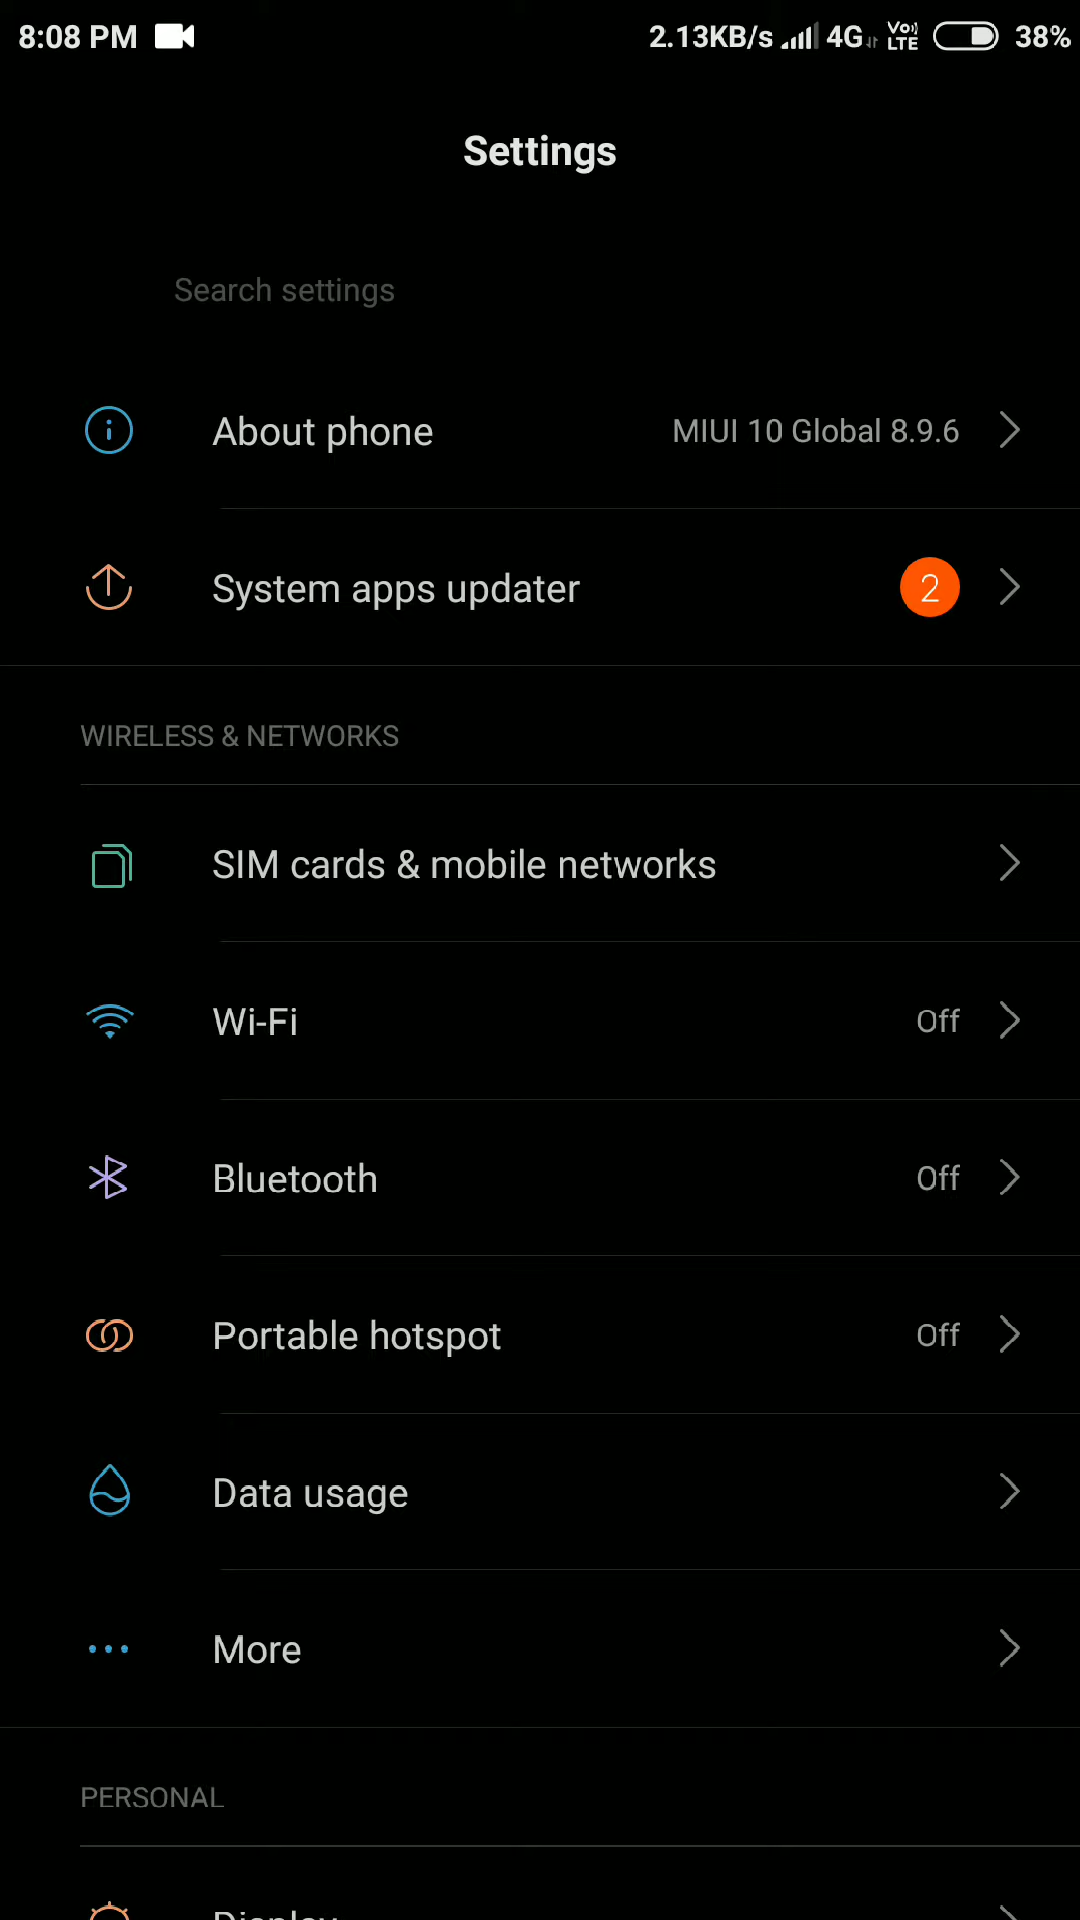 8:08 PM 2.13KB/s 4G VoLTE 38%
Settings
Search settings
About phone MIUI 10 Global 8.9.6
System apps updater 2
WIRELESS & NETWORKS
SIM cards & mobile networks
Wi-Fi Off
Bluetooth Off
Portable hotspot Off
Data usage
More
PERSONAL
Display